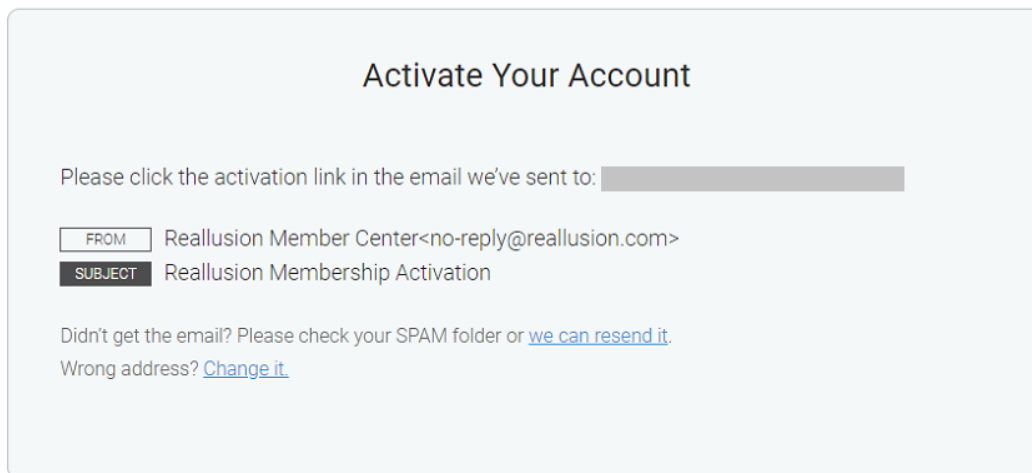 Activate Your Account
Please click the activation link in the email we've sent to:
FROM Reallusion Member Center<no-reply@reallusion.com>
SUBJECT Reallusion Membership Activation
Didn't get the email? Please check your SPAM folder or we can resend it.
Wrong address? Change it.